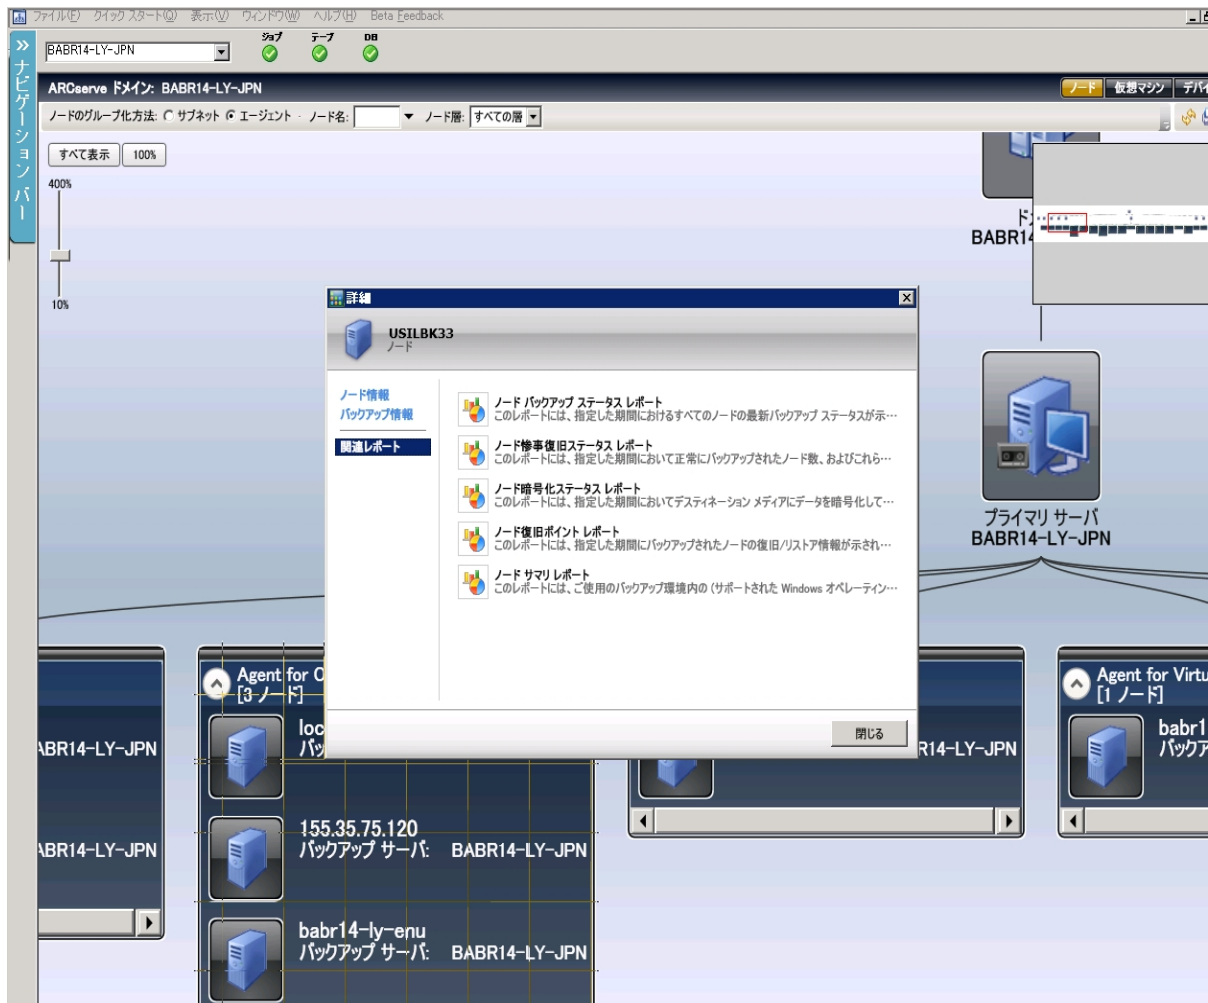 ファイル(F) クイック スタート(Q) 表示(V) ウィンドウ(W) ヘルプ(H) Beta Feedback
BABR14-LY-JPN
ジョブ テープ DB
ナビゲーション バー
ARCserve ドメイン: BABR14-LY-JPN
ノード 仮想マシン デバイ
ノードのグループ化方法: サブネット エージェント - ノード名: ノード層: すべての層
すべて表示 100%
400%
10%
BABR14
詳細
USILBK33
ノード
ノード情報
バックアップ情報
関連レポート
ノード バックアップ ステータス レポート
このレポートには、指定した期間におけるすべてのノードの最新バックアップ ステータスが示…
ノード惨事復旧ステータス レポート
このレポートには、指定した期間において正常にバックアップされたノード数、およびこれら…
ノード暗号化ステータス レポート
このレポートには、指定した期間においてデスティネーション メディアにデータを暗号化して…
ノード復旧ポイント レポート
このレポートには、指定した期間にバックアップされたノードの復旧/リストア情報が示され…
ノード サマリ レポート
このレポートには、ご使用のバックアップ環境内の (サポートされた Windows オペレーティン…
閉じる
プライマリ サーバ
BABR14-LY-JPN
ABR14-LY-JPN
ABR14-LY-JPN
Agent for O
[3 ノード]
loc
バッ
155.35.75.120
バックアップ サーバ: BABR14-LY-JPN
babr14-ly-enu
バックアップ サーバ: BABR14-LY-JPN
R14-LY-JPN
Agent for Virtu
[1 ノード]
babr1
バックア